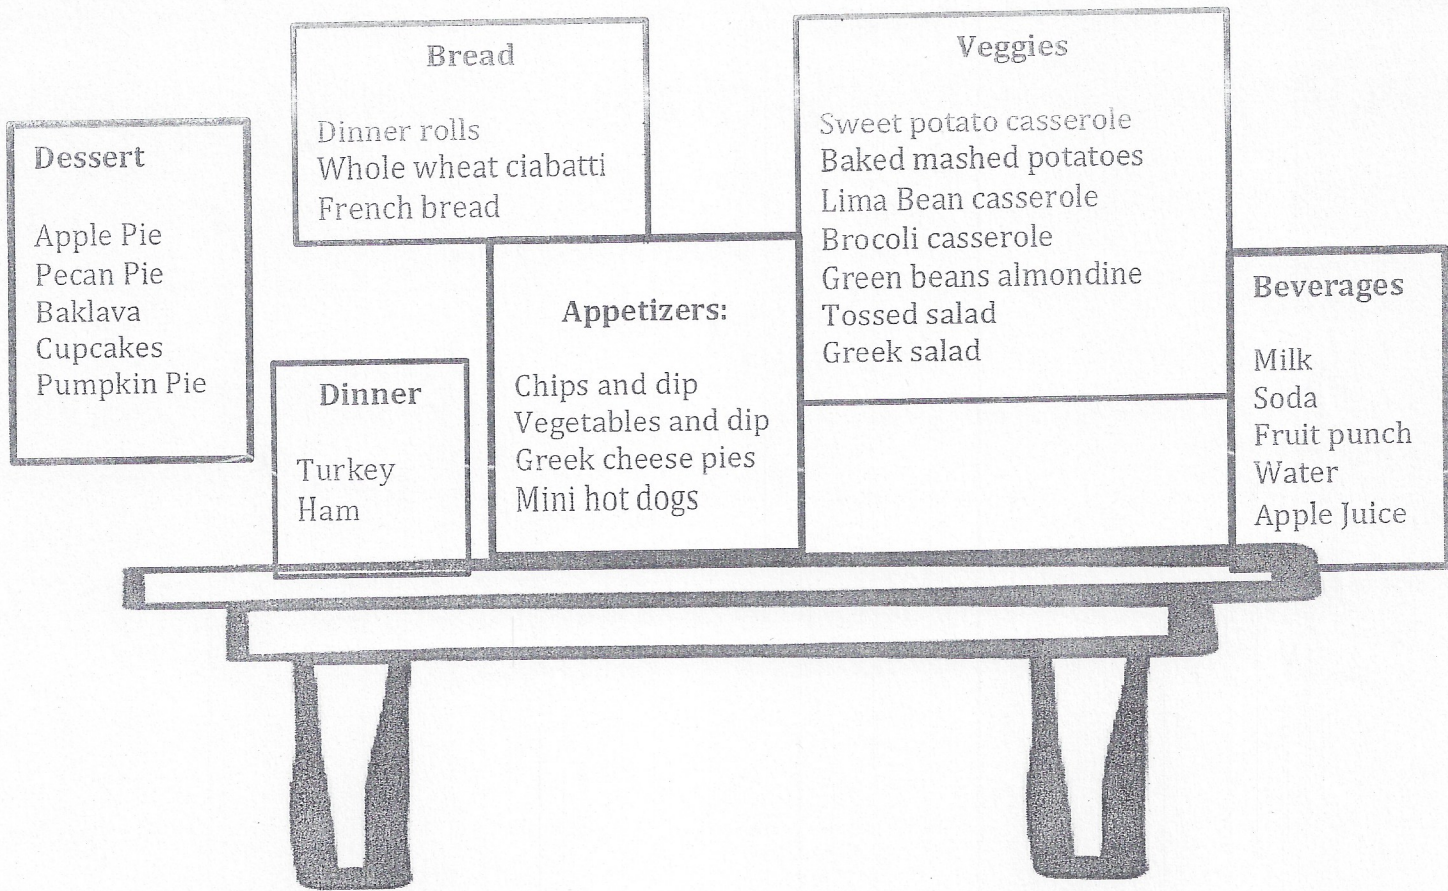 Bread
Dinner rolls
Whole wheat ciabatti
French bread
Veggies
Sweet potato casserole
Baked mashed potatoes
Lima Bean casserole
Brocoli casserole
Green beans almondine
Tossed salad
Greek salad
Dessert
Apple Pie
Pecan Pie
Baklava
Cupcakes
Pumpkin Pie
Dinner
Turkey
Ham
Appetizers:
Chips and dip
Vegetables and dip
Greek cheese pies
Mini hot dogs
Beverages
Milk
Soda
Fruit punch
Water
Apple Juice